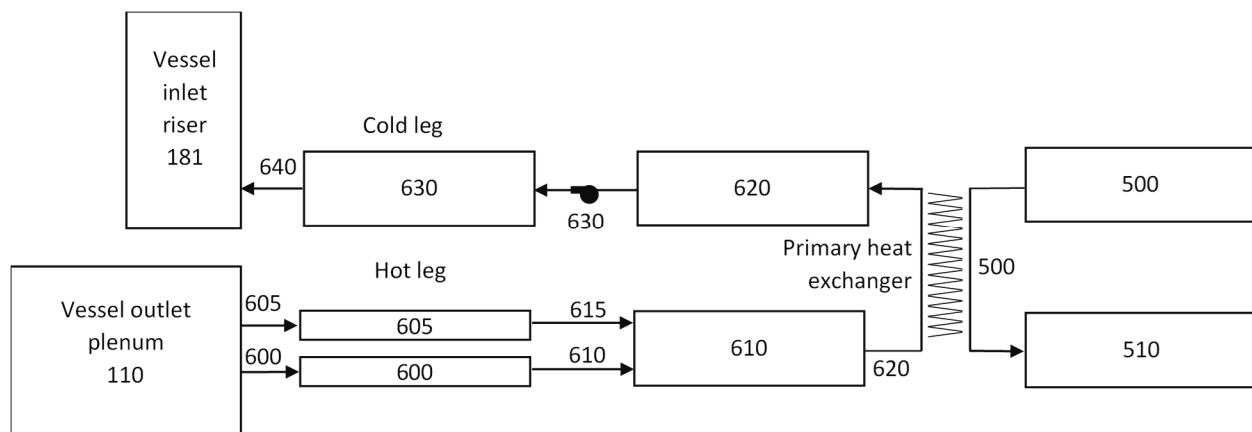 Vessel
inlet
riser
181
Cold leg
640
630
630
620
500
Primary heat
exchanger
500
Hot leg
Vessel outlet
plenum
110
605
605
615
600
600
610
610
620
510